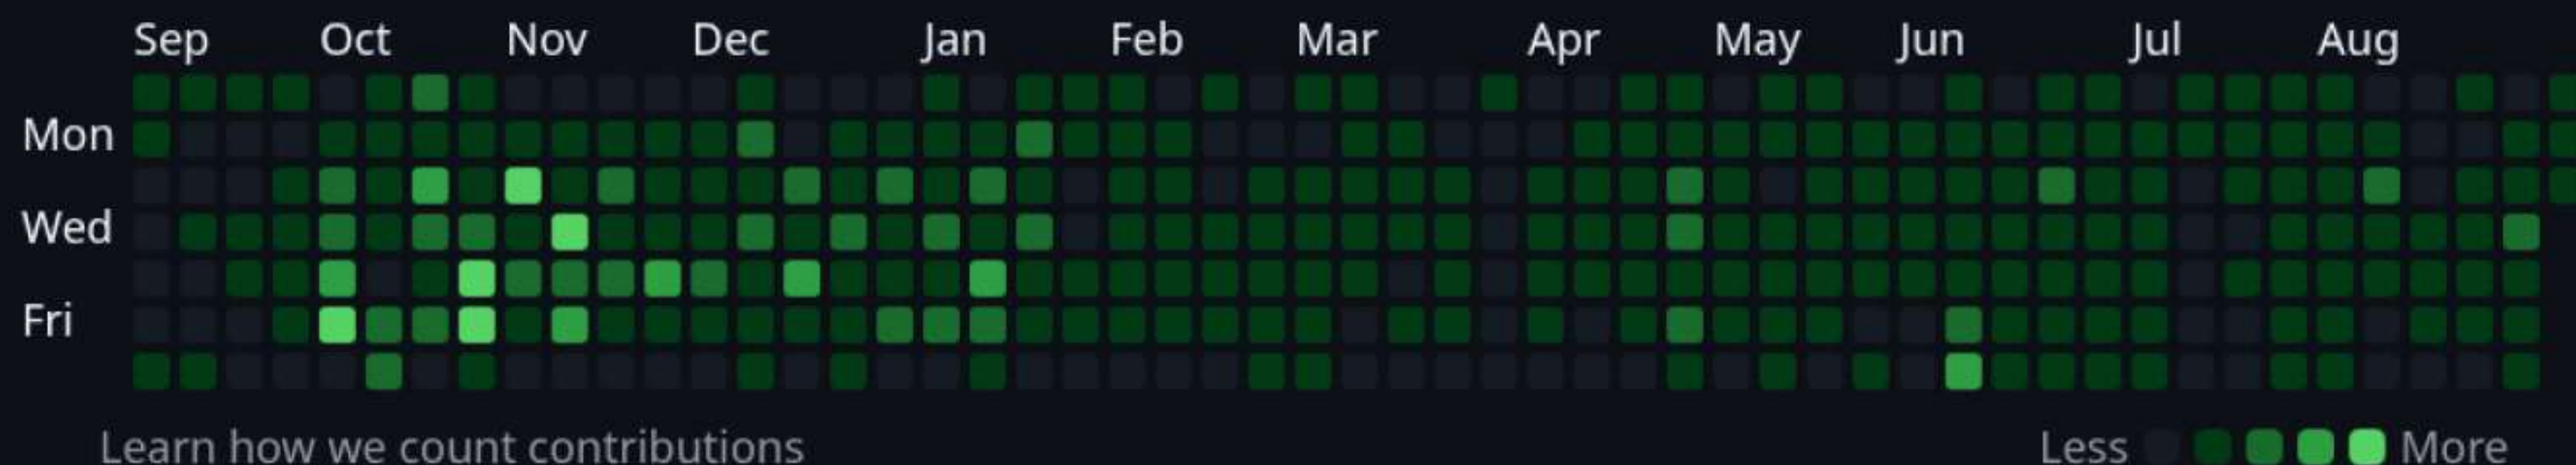 Sep Oct Nov Dec Jan Feb Mar Apr May Jun Jul Aug
Mon
Wed
Fri
Learn how we count contributions Less More